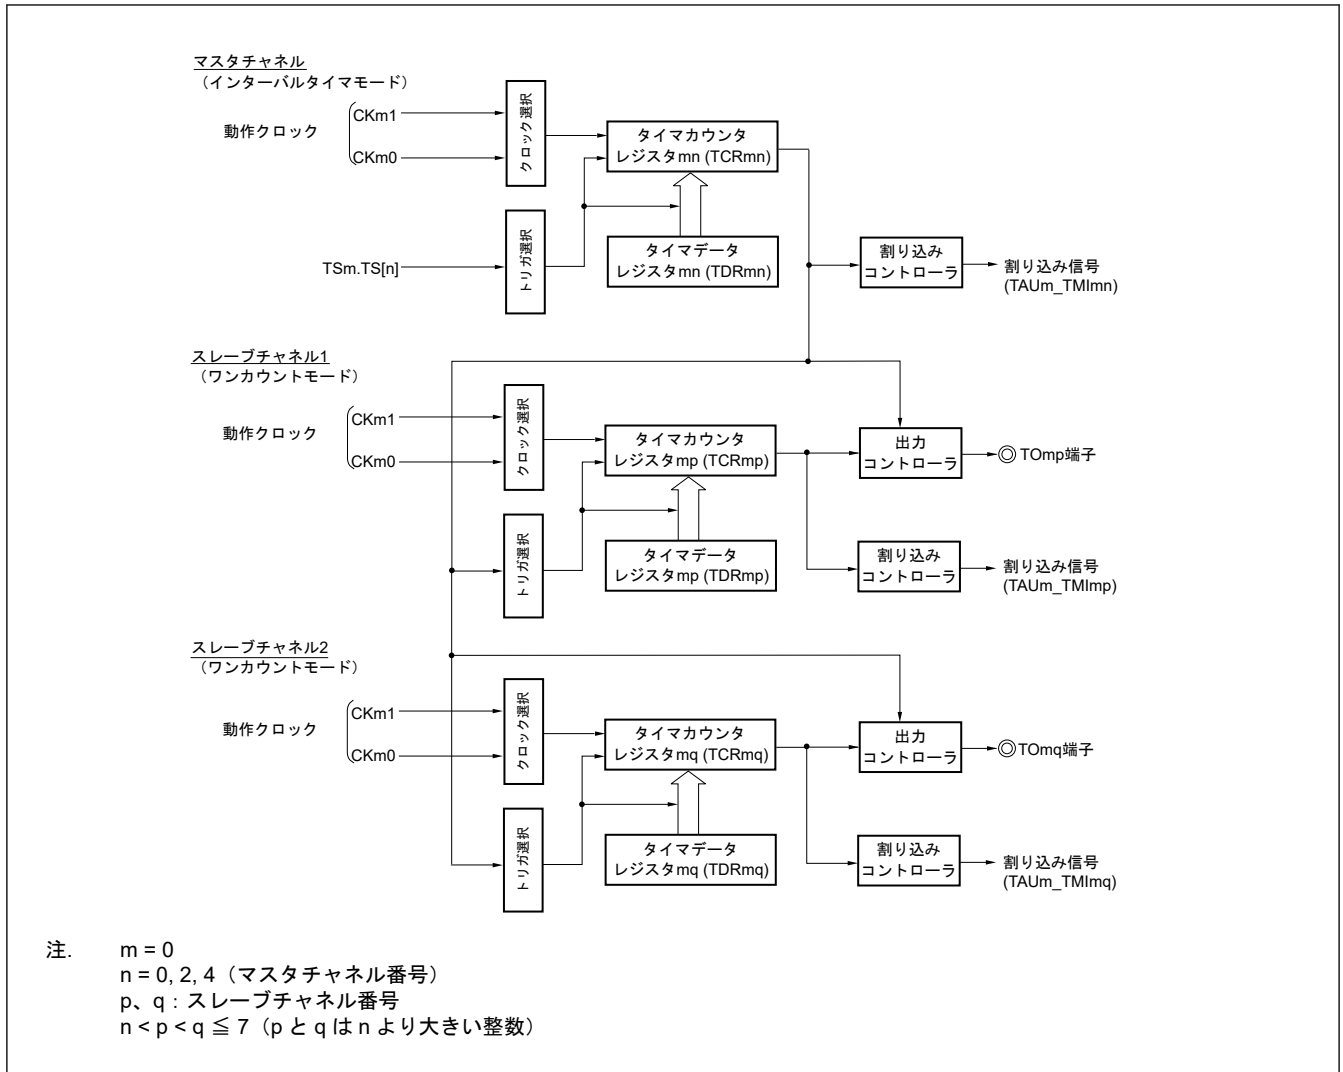 マスタチャネル
（インターバルタイマモード）
動作クロック
CKm1
CKm0
クロック選択
タイマカウンタ
レジスタmn (TCRmn)
TSm.TS[n]
トリガ選択
タイマデータ
レジスタmn (TDRmn)
割り込み
コントローラ
割り込み信号
(TAUm_TMImn)
スレーブチャネル1
（ワンカウントモード）
動作クロック
CKm1
CKm0
クロック選択
タイマカウンタ
レジスタmp (TCRmp)
出力
コントローラ
TOmp端子
トリガ選択
タイマデータ
レジスタmp (TDRmp)
割り込み
コントローラ
割り込み信号
(TAUm_TMImp)
スレーブチャネル2
（ワンカウントモード）
動作クロック
CKm1
CKm0
クロック選択
タイマカウンタ
レジスタmq (TCRmq)
出力
コントローラ
TOmq端子
トリガ選択
タイマデータ
レジスタmq (TDRmq)
割り込み
コントローラ
割り込み信号
(TAUm_TMImq)
注. m = 0
n = 0, 2, 4（マスタチャネル番号）
p、q：スレーブチャネル番号
n < p < q ≦ 7（p と q は n より大きい整数）